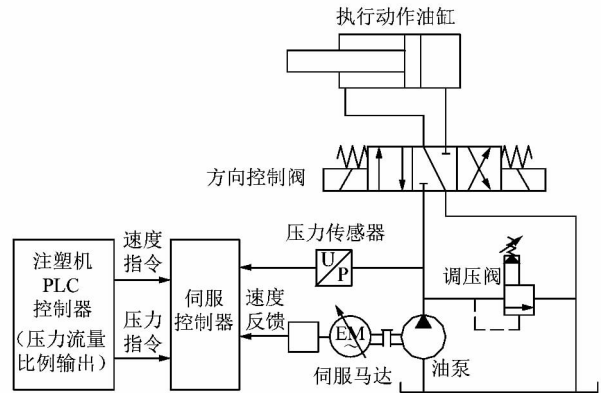 执行动作油缸
方向控制阀
压力传感器
U
P
调压阀
注塑机
PLC
控制器
(压力流量
比例输出)
速度
指令
压力
指令
伺服
控制器
速度
反馈
EM
~
伺服马达
油泵